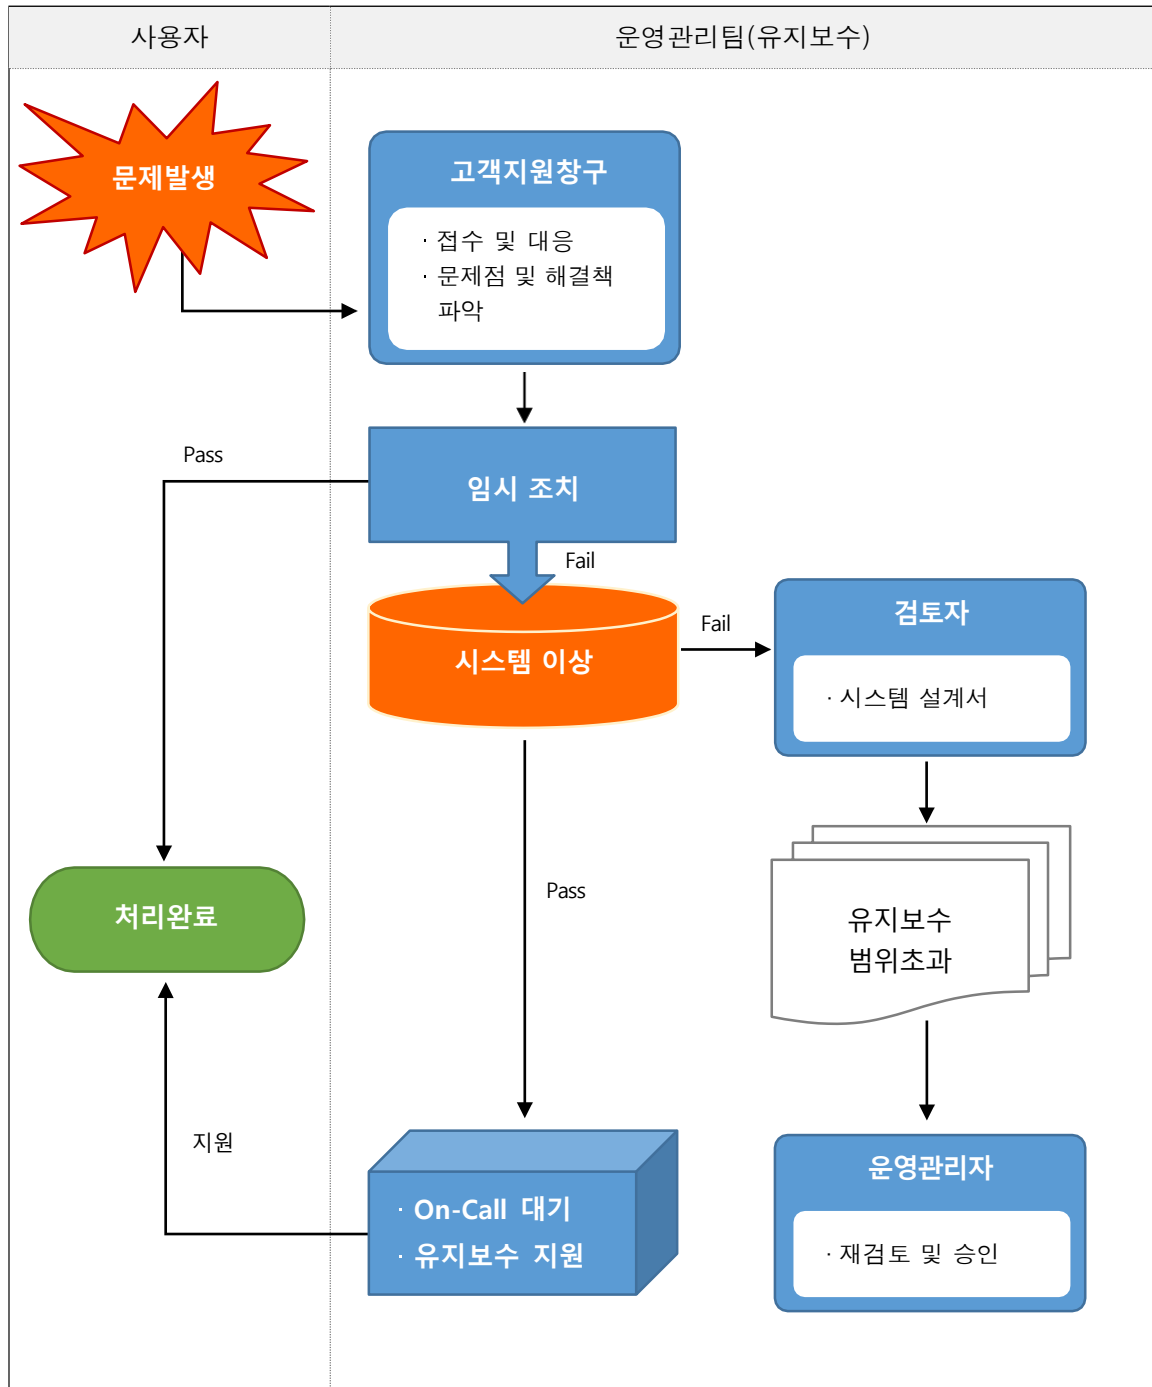 사용자
운영관리팀(유지보수)
문제발생
고객지원창구
· 접수 및 대응
· 문제점 및 해결책
파악
Pass
임시 조치
Fail
시스템 이상
Fail
검토자
· 시스템 설계서
처리완료
Pass
유지보수
범위초과
지원
· On-Call 대기
· 유지보수 지원
운영관리자
· 재검토 및 승인